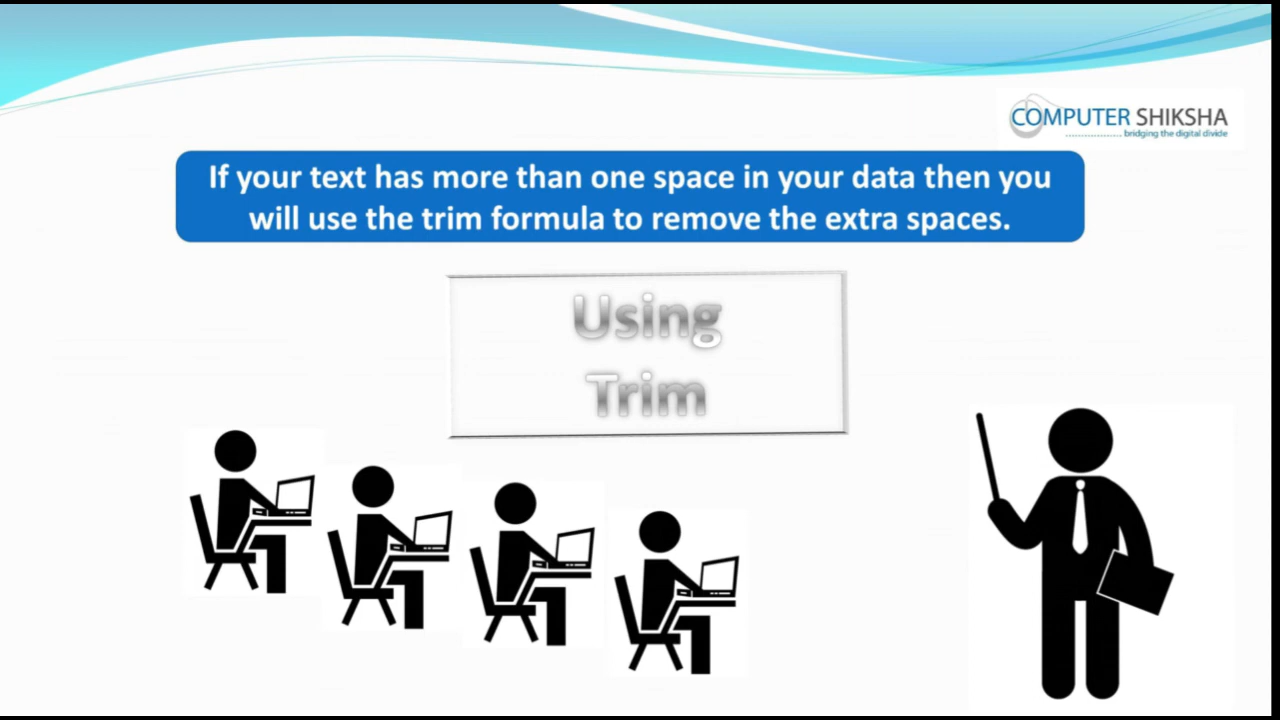 COMPUTER SHIKSHA
bridging the digital divide
If your text has more than one space in your data then you
will use the trim formula to remove the extra spaces.
Using
Trim